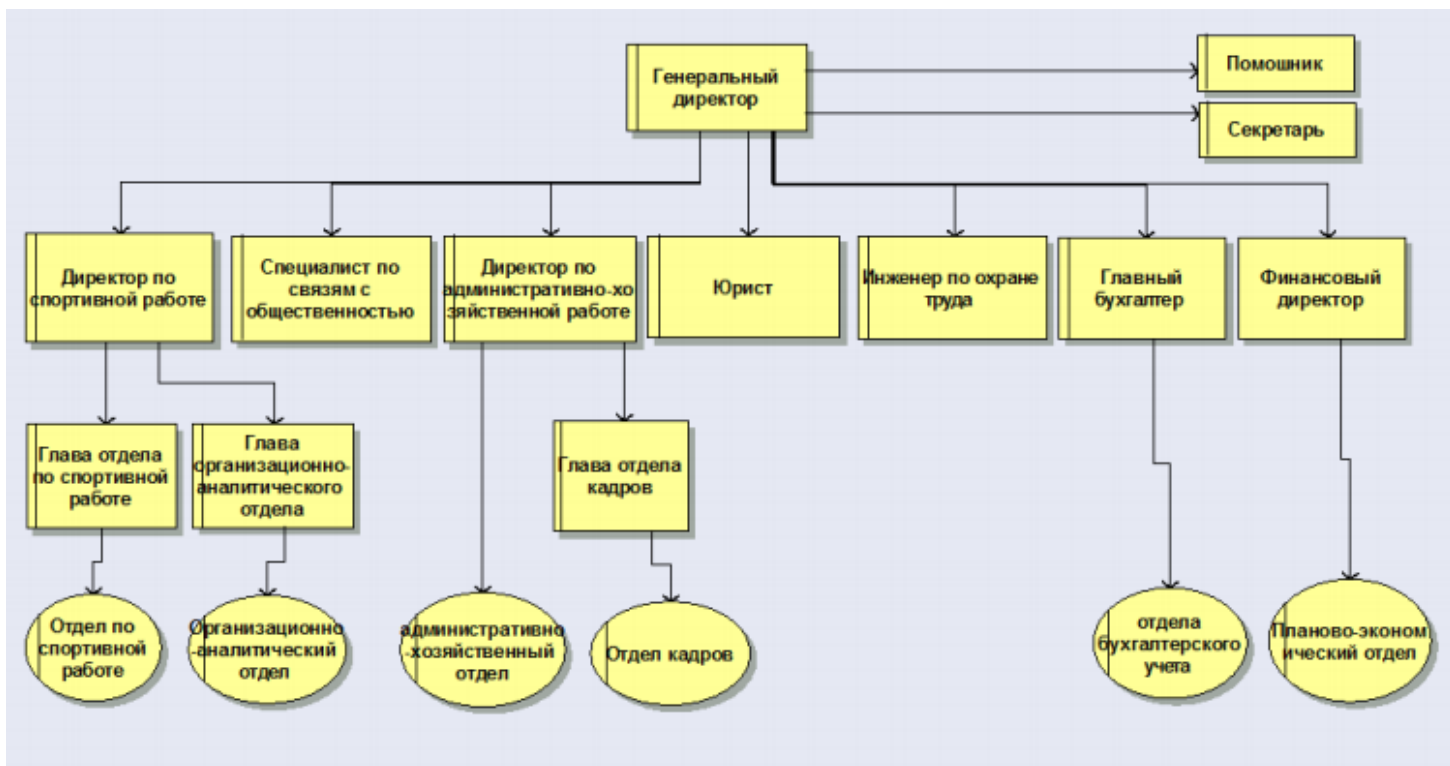 Генеральный
директор
Помошник
Секретарь
Директор по
спортивной работе
Специалист по
связям с
общественностью
Директор по
административно-хо
зяйственной работе
Юрист
Инженер по охране
труда
Главный
бухгалтер
Финансовый
директор
Глава отдела
по спортивной
работе
Глава
организационно-
аналитического
отдела
Глава отдела
кадров
Отдел по
спортивной
работе
Организационно
-аналитический
отдел
административно
-хозяйственный
отдел
Отдел кадров
отдела
бухгалтерского
учета
Планово-эконом
ический отдел